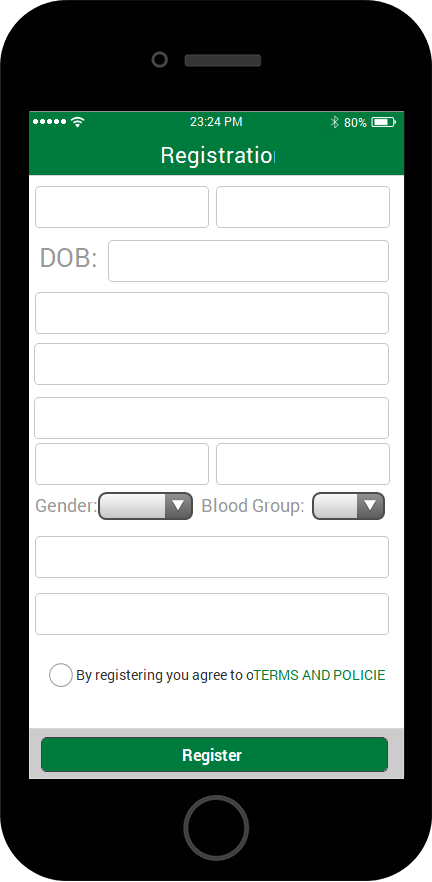 23:24 PM 80%
Registratio
DOB:
Gender: Blood Group:
By registering you agree to oTERMS AND POLICIE
Register